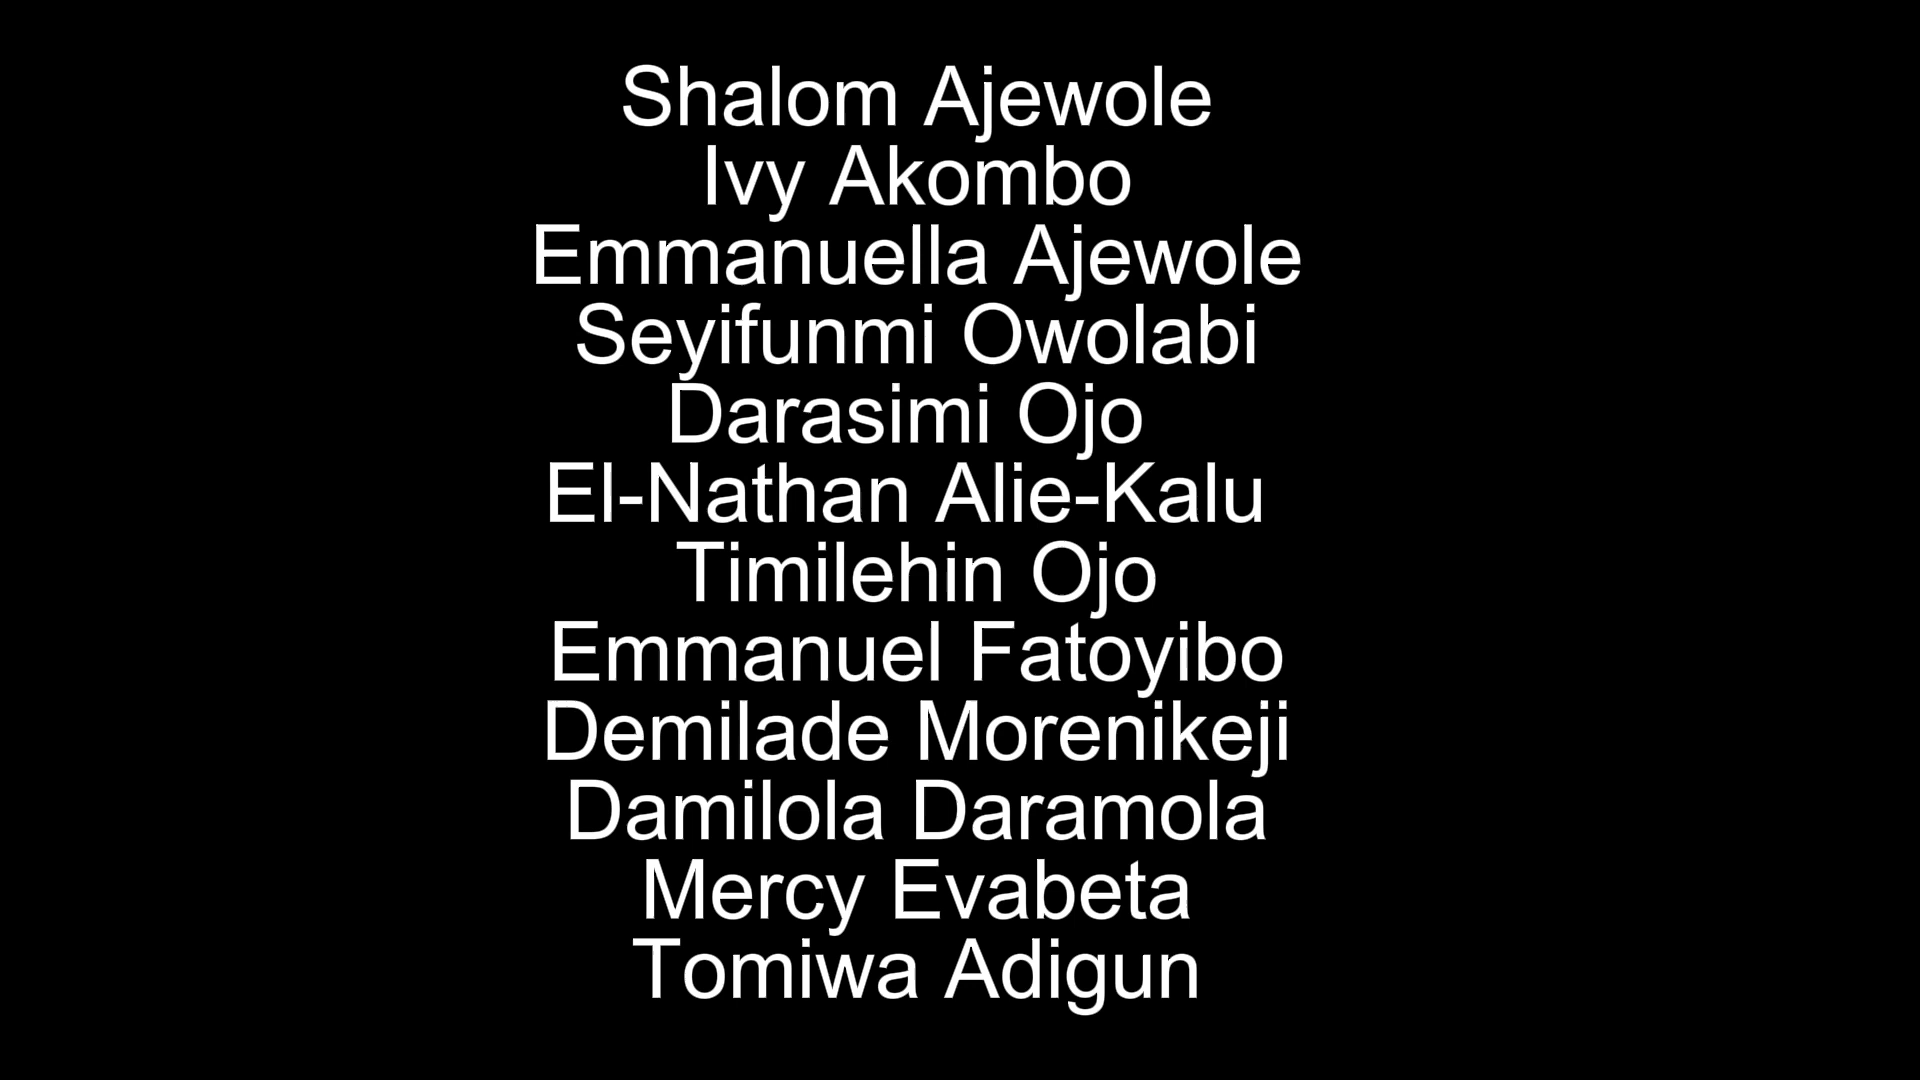 Shalom Ajewole
Ivy Akombo
Emmanuella Ajewole
Seyifunmi Owolabi
Darasimi Ojo
El-Nathan Alie-Kalu
Timilehin Ojo
Emmanuel Fatoyibo
Demilade Morenikeji
Damilola Daramola
Mercy Evabeta
Tomiwa Adigun